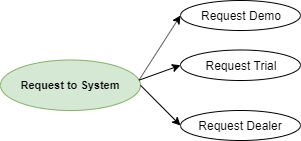 Request Demo
Request to System
Request Trial
Request Dealer